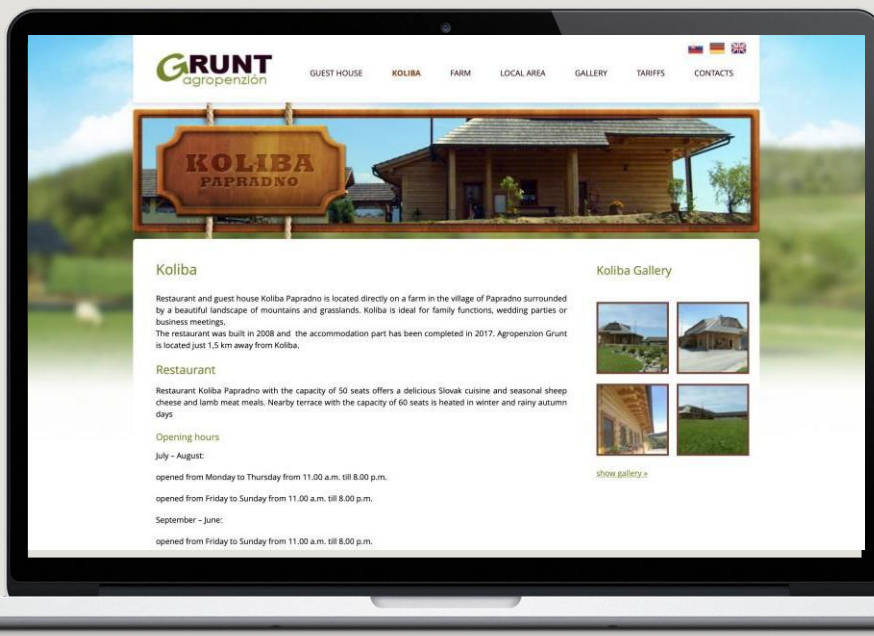 GRUNT
agropenzión
GUEST HOUSE
KOLIBA
FARM
LOCAL AREA
GALLERY
TARIFFS
CONTACTS
KOLIBA
PAPRADNO
Koliba
Restaurant and guest house Koliba Papradno is located directly on a farm in the village of Papradno surrounded
by a beautiful landscape of mountains and grasslands. Koliba is ideal for family functions, wedding parties or
business meetings.
The restaurant was built in 2008 and the accommodation part has been completed in 2017. Agropenzion Grunt
is located just 1,5 km away from Koliba.
Restaurant
Restaurant Koliba Papradno with the capacity of 50 seats offers a delicious Slovak cuisine and seasonal sheep
cheese and lamb meat meals. Nearby terrace with the capacity of 60 seats is heated in winter and rainy autumn
days
Opening hours
July – August:
opened from Monday to Thursday from 11.00 a.m. till 8.00 p.m.
opened from Friday to Sunday from 11.00 a.m. till 8.00 p.m.
September – June:
opened from Friday to Sunday from 11.00 a.m. till 8.00 p.m.
Koliba Gallery
show gallery »